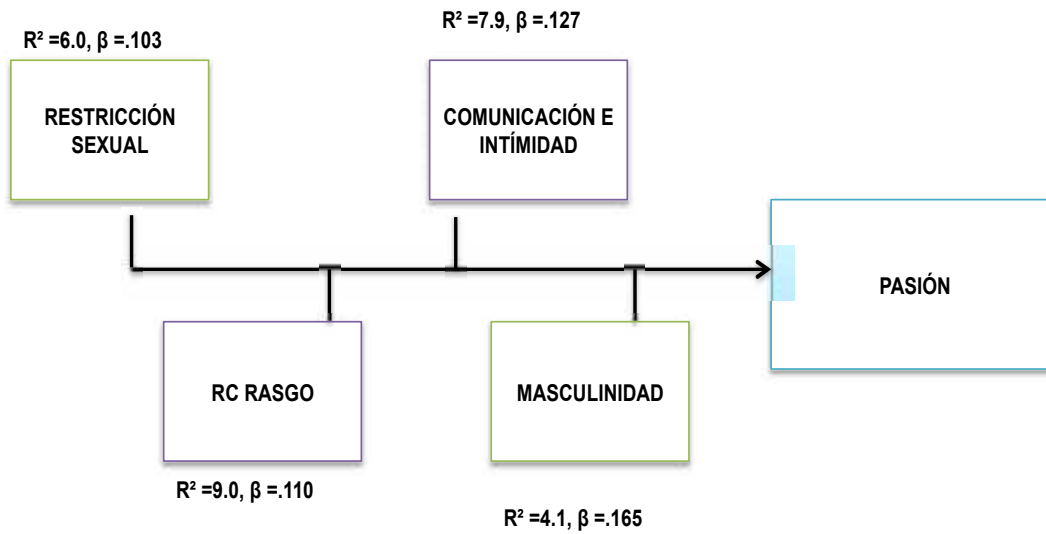 R² =7.9, β =.127
R² =6.0, β =.103
RESTRICCIÓN
SEXUAL
COMUNICACIÓN E
INTÍMIDAD
PASIÓN
RC RASGO
MASCULINIDAD
R² =9.0, β =.110
R² =4.1, β =.165